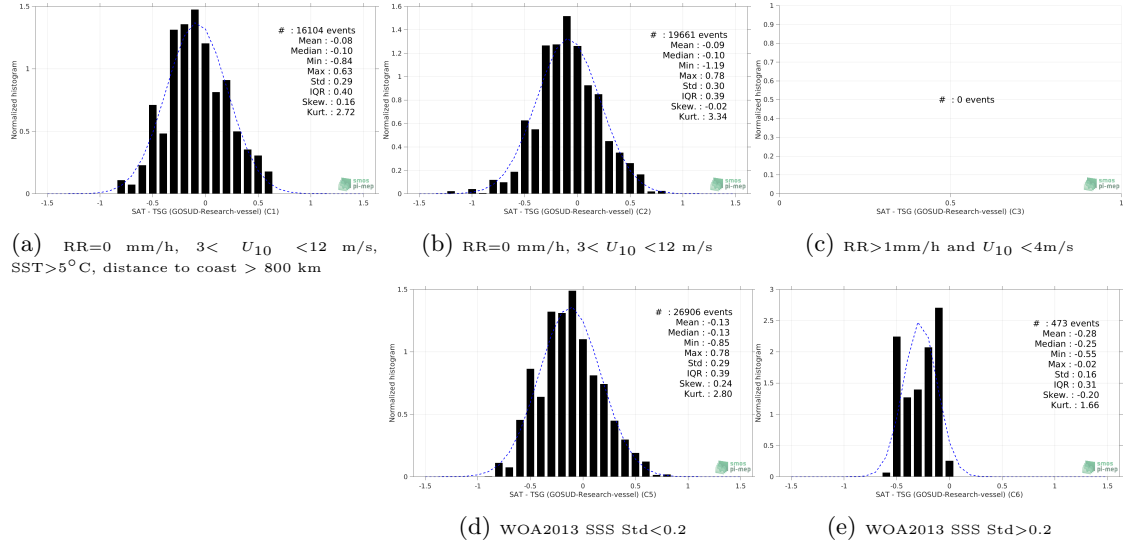 1.5
1
0.5
0
Normalized histogram
-1.5 -1 -0.5 0 0.5 1 1.5
SAT - TSG (GOSUD-Research-vessel) (C1)
# : 16104 events
Mean : -0.08
Median : -0.10
Min : -0.84
Max : 0.63
Std : 0.29
IQR : 0.40
Skew. : 0.16
Kurt. : 2.72
smos
pi-mep
(a) RR=0 mm/h, 3< U10 <12 m/s,
SST>5°C, distance to coast > 800 km
1.6
1.4
1.2
1
0.8
0.6
0.4
0.2
0
Normalized histogram
-1.5 -1 -0.5 0 0.5 1 1.5
SAT - TSG (GOSUD-Research-vessel) (C2)
# : 19661 events
Mean : -0.09
Median : -0.10
Min : -1.19
Max : 0.78
Std : 0.30
IQR : 0.39
Skew. : -0.02
Kurt. : 3.34
smos
pi-mep
(b) RR=0 mm/h, 3< U10 <12 m/s
1
0.9
0.8
0.7
0.6
0.5
0.4
0.3
0.2
0.1
0
Normalized histogram
0 0.5 1
SAT - TSG (GOSUD-Research-vessel) (C3)
# : 0 events
smos
pi-mep
(c) RR>1mm/h and U10 <4m/s
1.5
1
0.5
0
Normalized histogram
-1.5 -1 -0.5 0 0.5 1 1.5
SAT - TSG (GOSUD-Research-vessel) (C5)
# : 26906 events
Mean : -0.13
Median : -0.13
Min : -0.85
Max : 0.78
Std : 0.29
IQR : 0.39
Skew. : 0.24
Kurt. : 2.80
smos
pi-mep
(d) WOA2013 SSS Std<0.2
3
2.5
2
1.5
1
0.5
0
Normalized histogram
-1.5 -1 -0.5 0 0.5 1 1.5
SAT - TSG (GOSUD-Research-vessel) (C6)
# : 473 events
Mean : -0.28
Median : -0.25
Min : -0.55
Max : -0.02
Std : 0.16
IQR : 0.31
Skew. : -0.20
Kurt. : 1.66
smos
pi-mep
(e) WOA2013 SSS Std>0.2